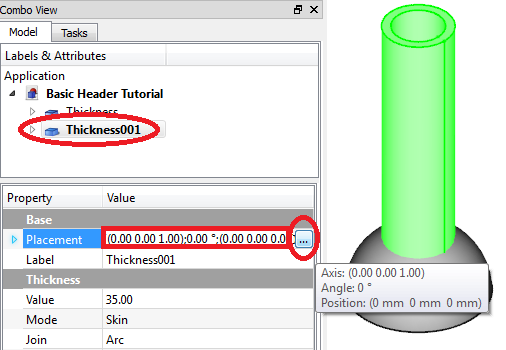 Combo View
Model Tasks
Labels & Attributes
Application
Basic Header Tutorial
Thickness
Thickness001
Property Value
Base
Placement (0.00 0.00 1.00);0.00 °;(0.00 0.00 0.0 ...
Label Thickness001
Thickness
Value 35.00
Mode Skin
Join Arc
Axis: (0.00 0.00 1.00)
Angle: 0 °
Position: (0 mm 0 mm 0 mm)